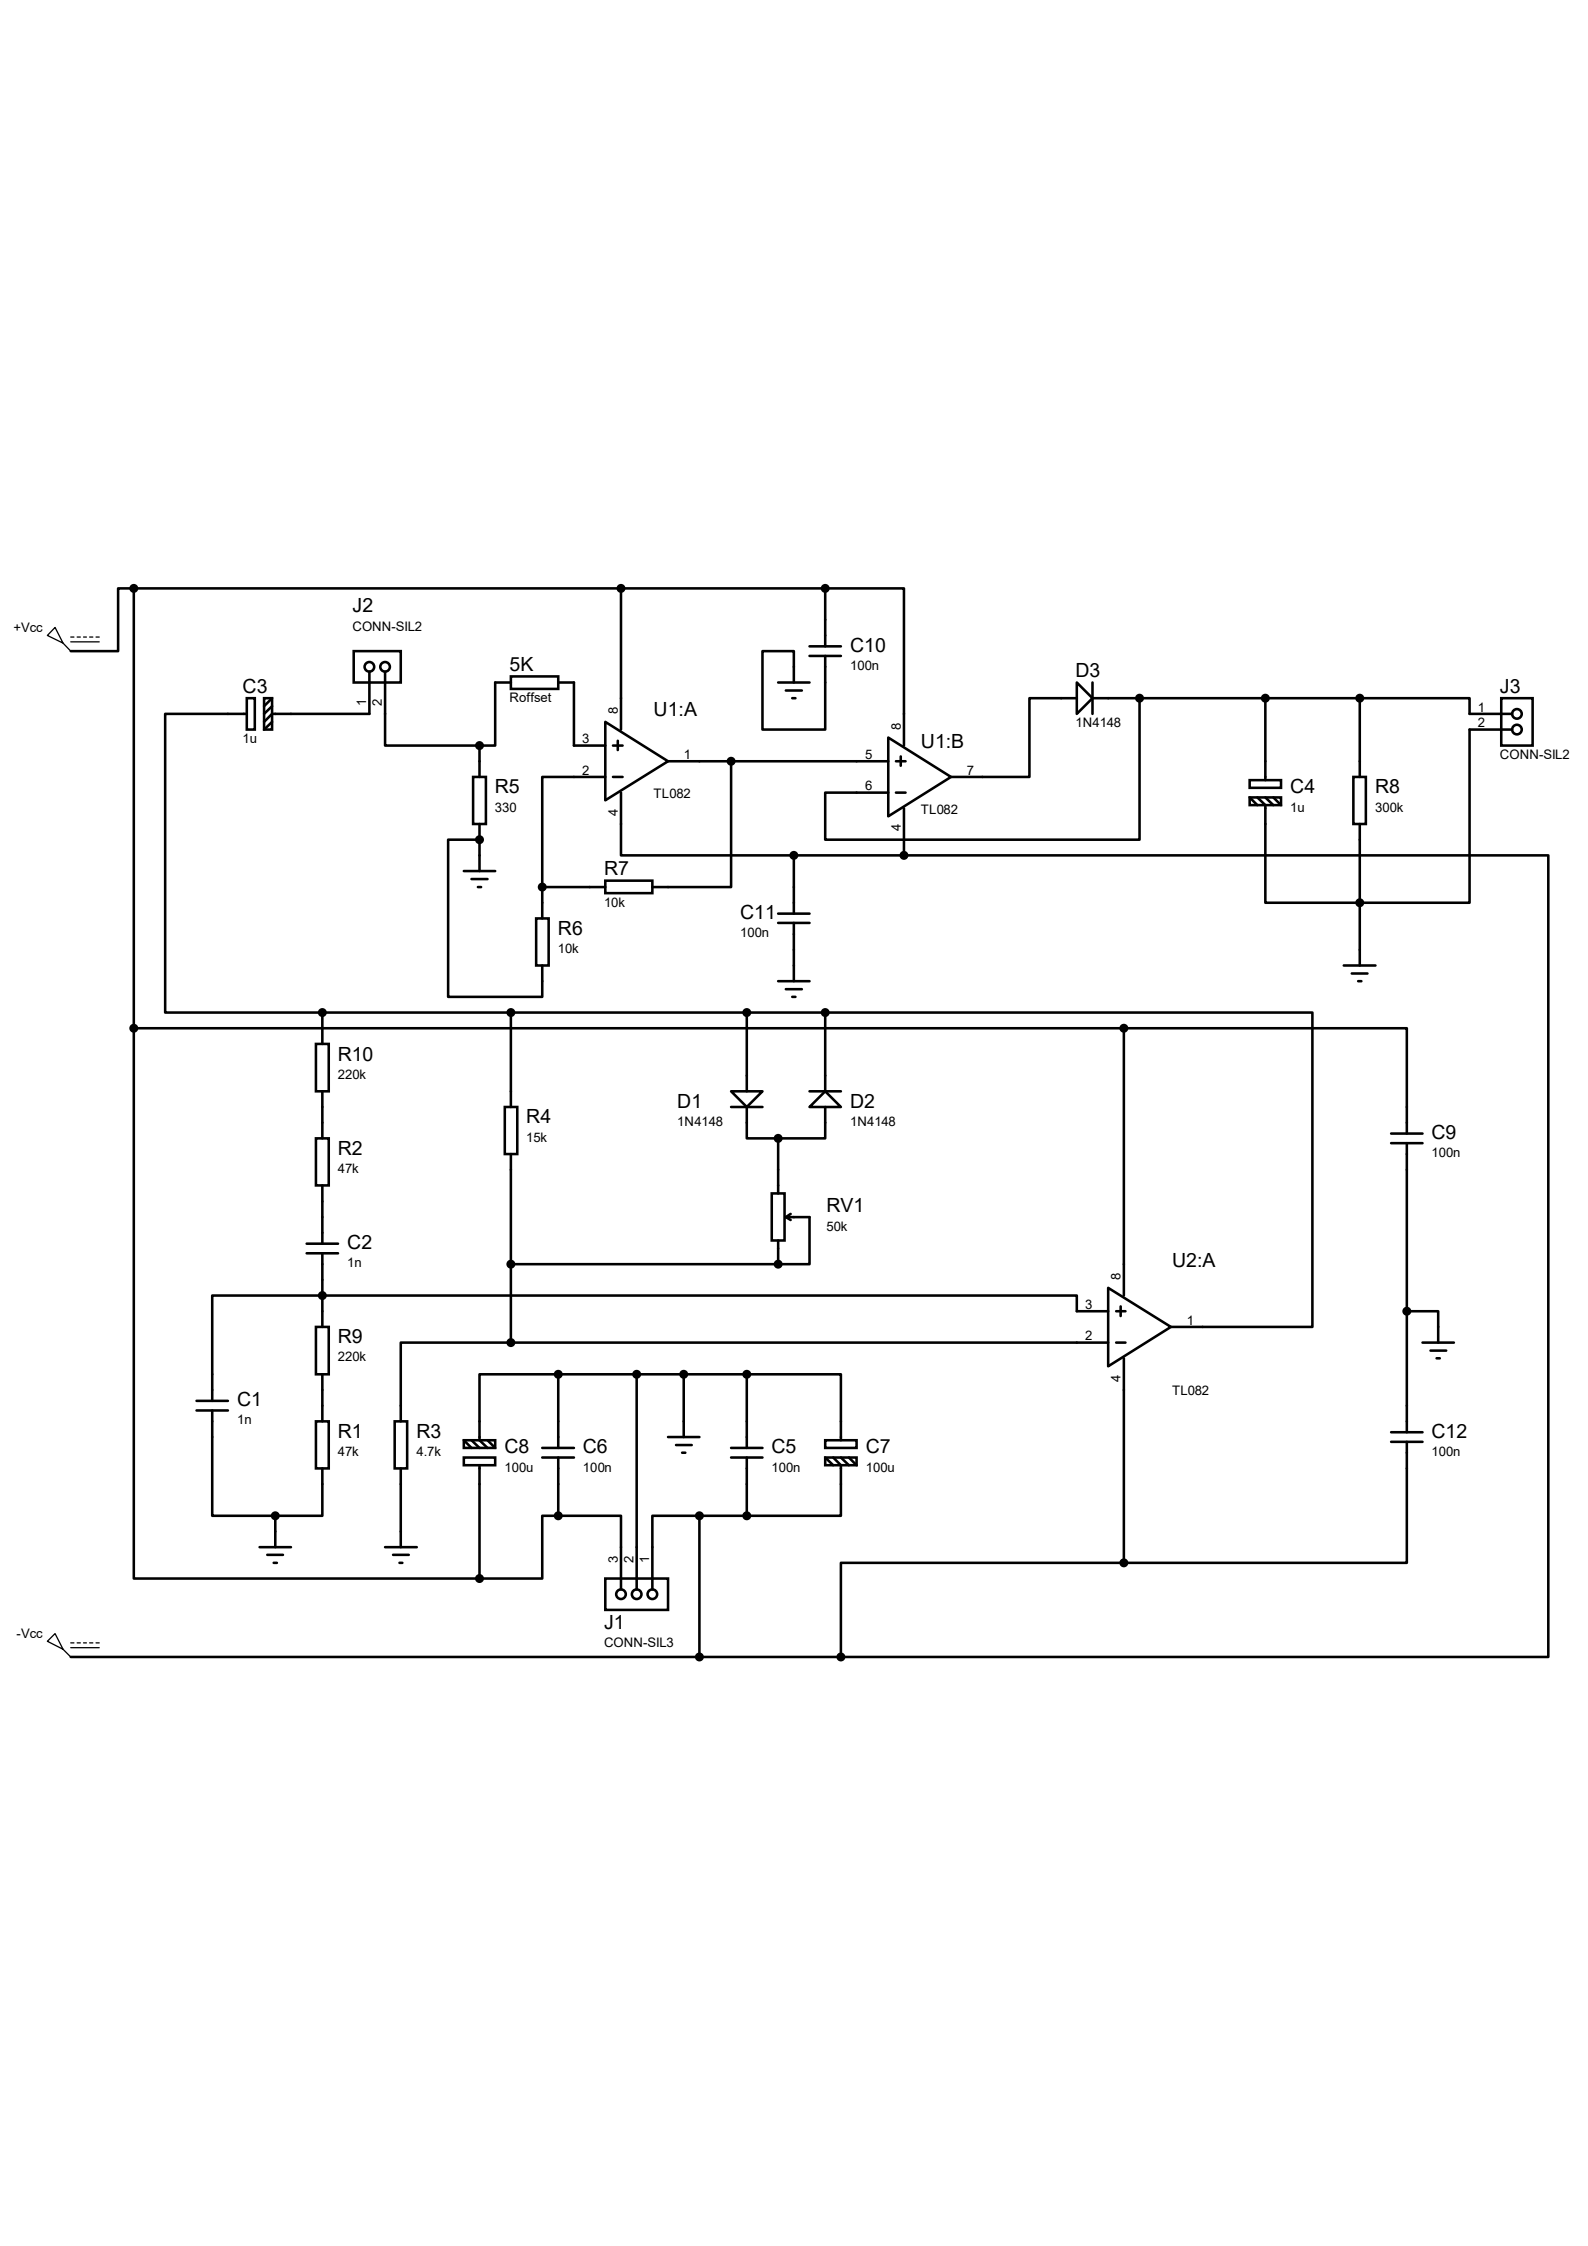 J2
CONN-SIL2
+Vcc
C10
100n
5K
Roffset
D3
1N4148
C3
1u
1
2
8
U1:A
J3
1
2
CONN-SIL2
3
2
1
4
TL082
8
U1:B
5
6
7
4
TL082
R5
330
C4
1u
R8
300k
R7
10k
C11
100n
R6
10k
R10
220k
D1
1N4148
D2
1N4148
R4
15k
C9
100n
R2
47k
RV1
50k
C2
1n
U2:A
8
3
2
1
4
TL082
R9
220k
C1
1n
R1
47k
R3
4.7k
C8
100u
C6
100n
C5
100n
C7
100u
C12
100n
3
2
1
J1
CONN-SIL3
-Vcc